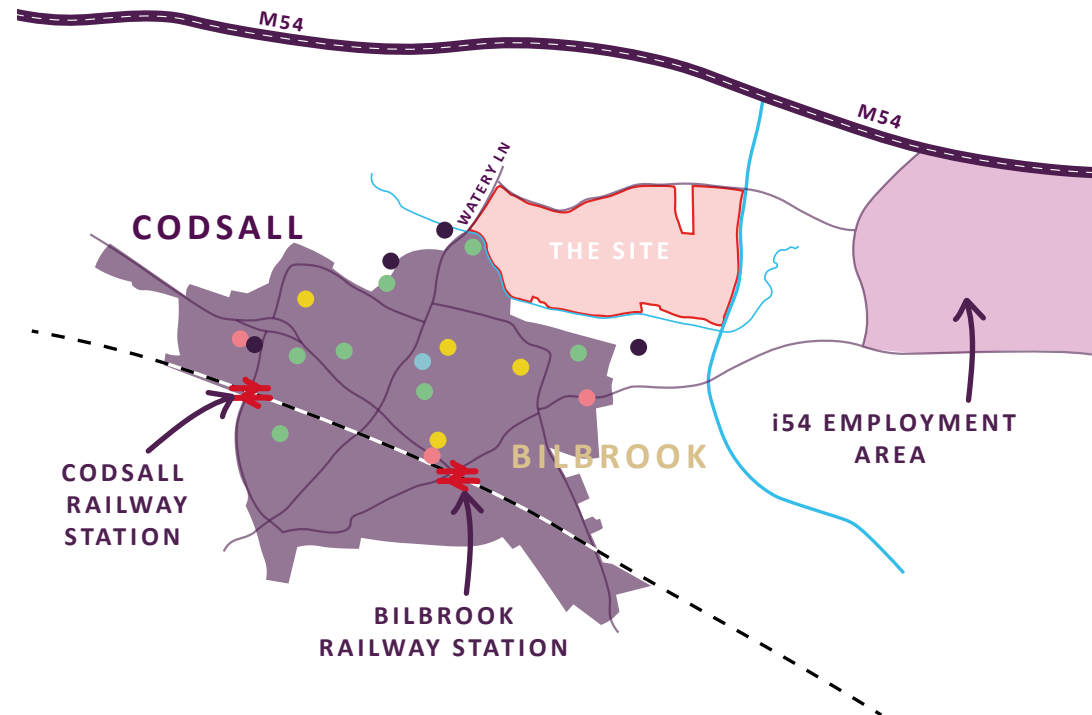 M54
M54
WATERY LN
CODSALL
THE SITE
i54 EMPLOYMENT
AREA
BILBROOK
CODSALL
RAILWAY
STATION
BILBROOK
RAILWAY STATION